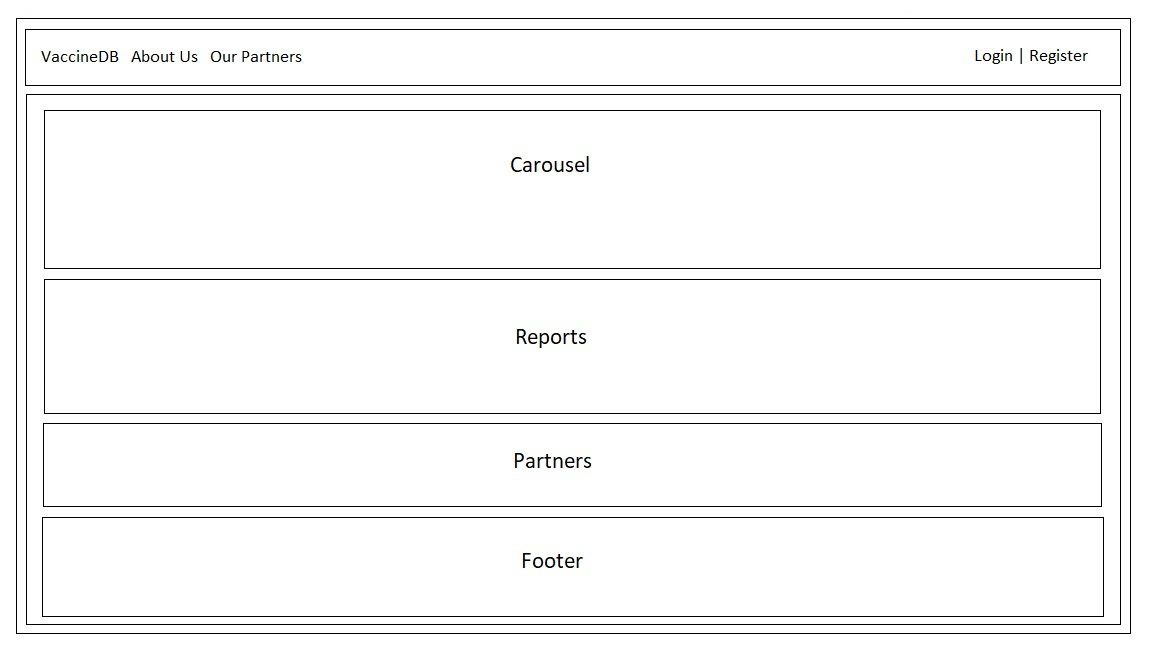 VaccineDB About Us Our Partners Login | Register
Carousel
Reports
Partners
Footer